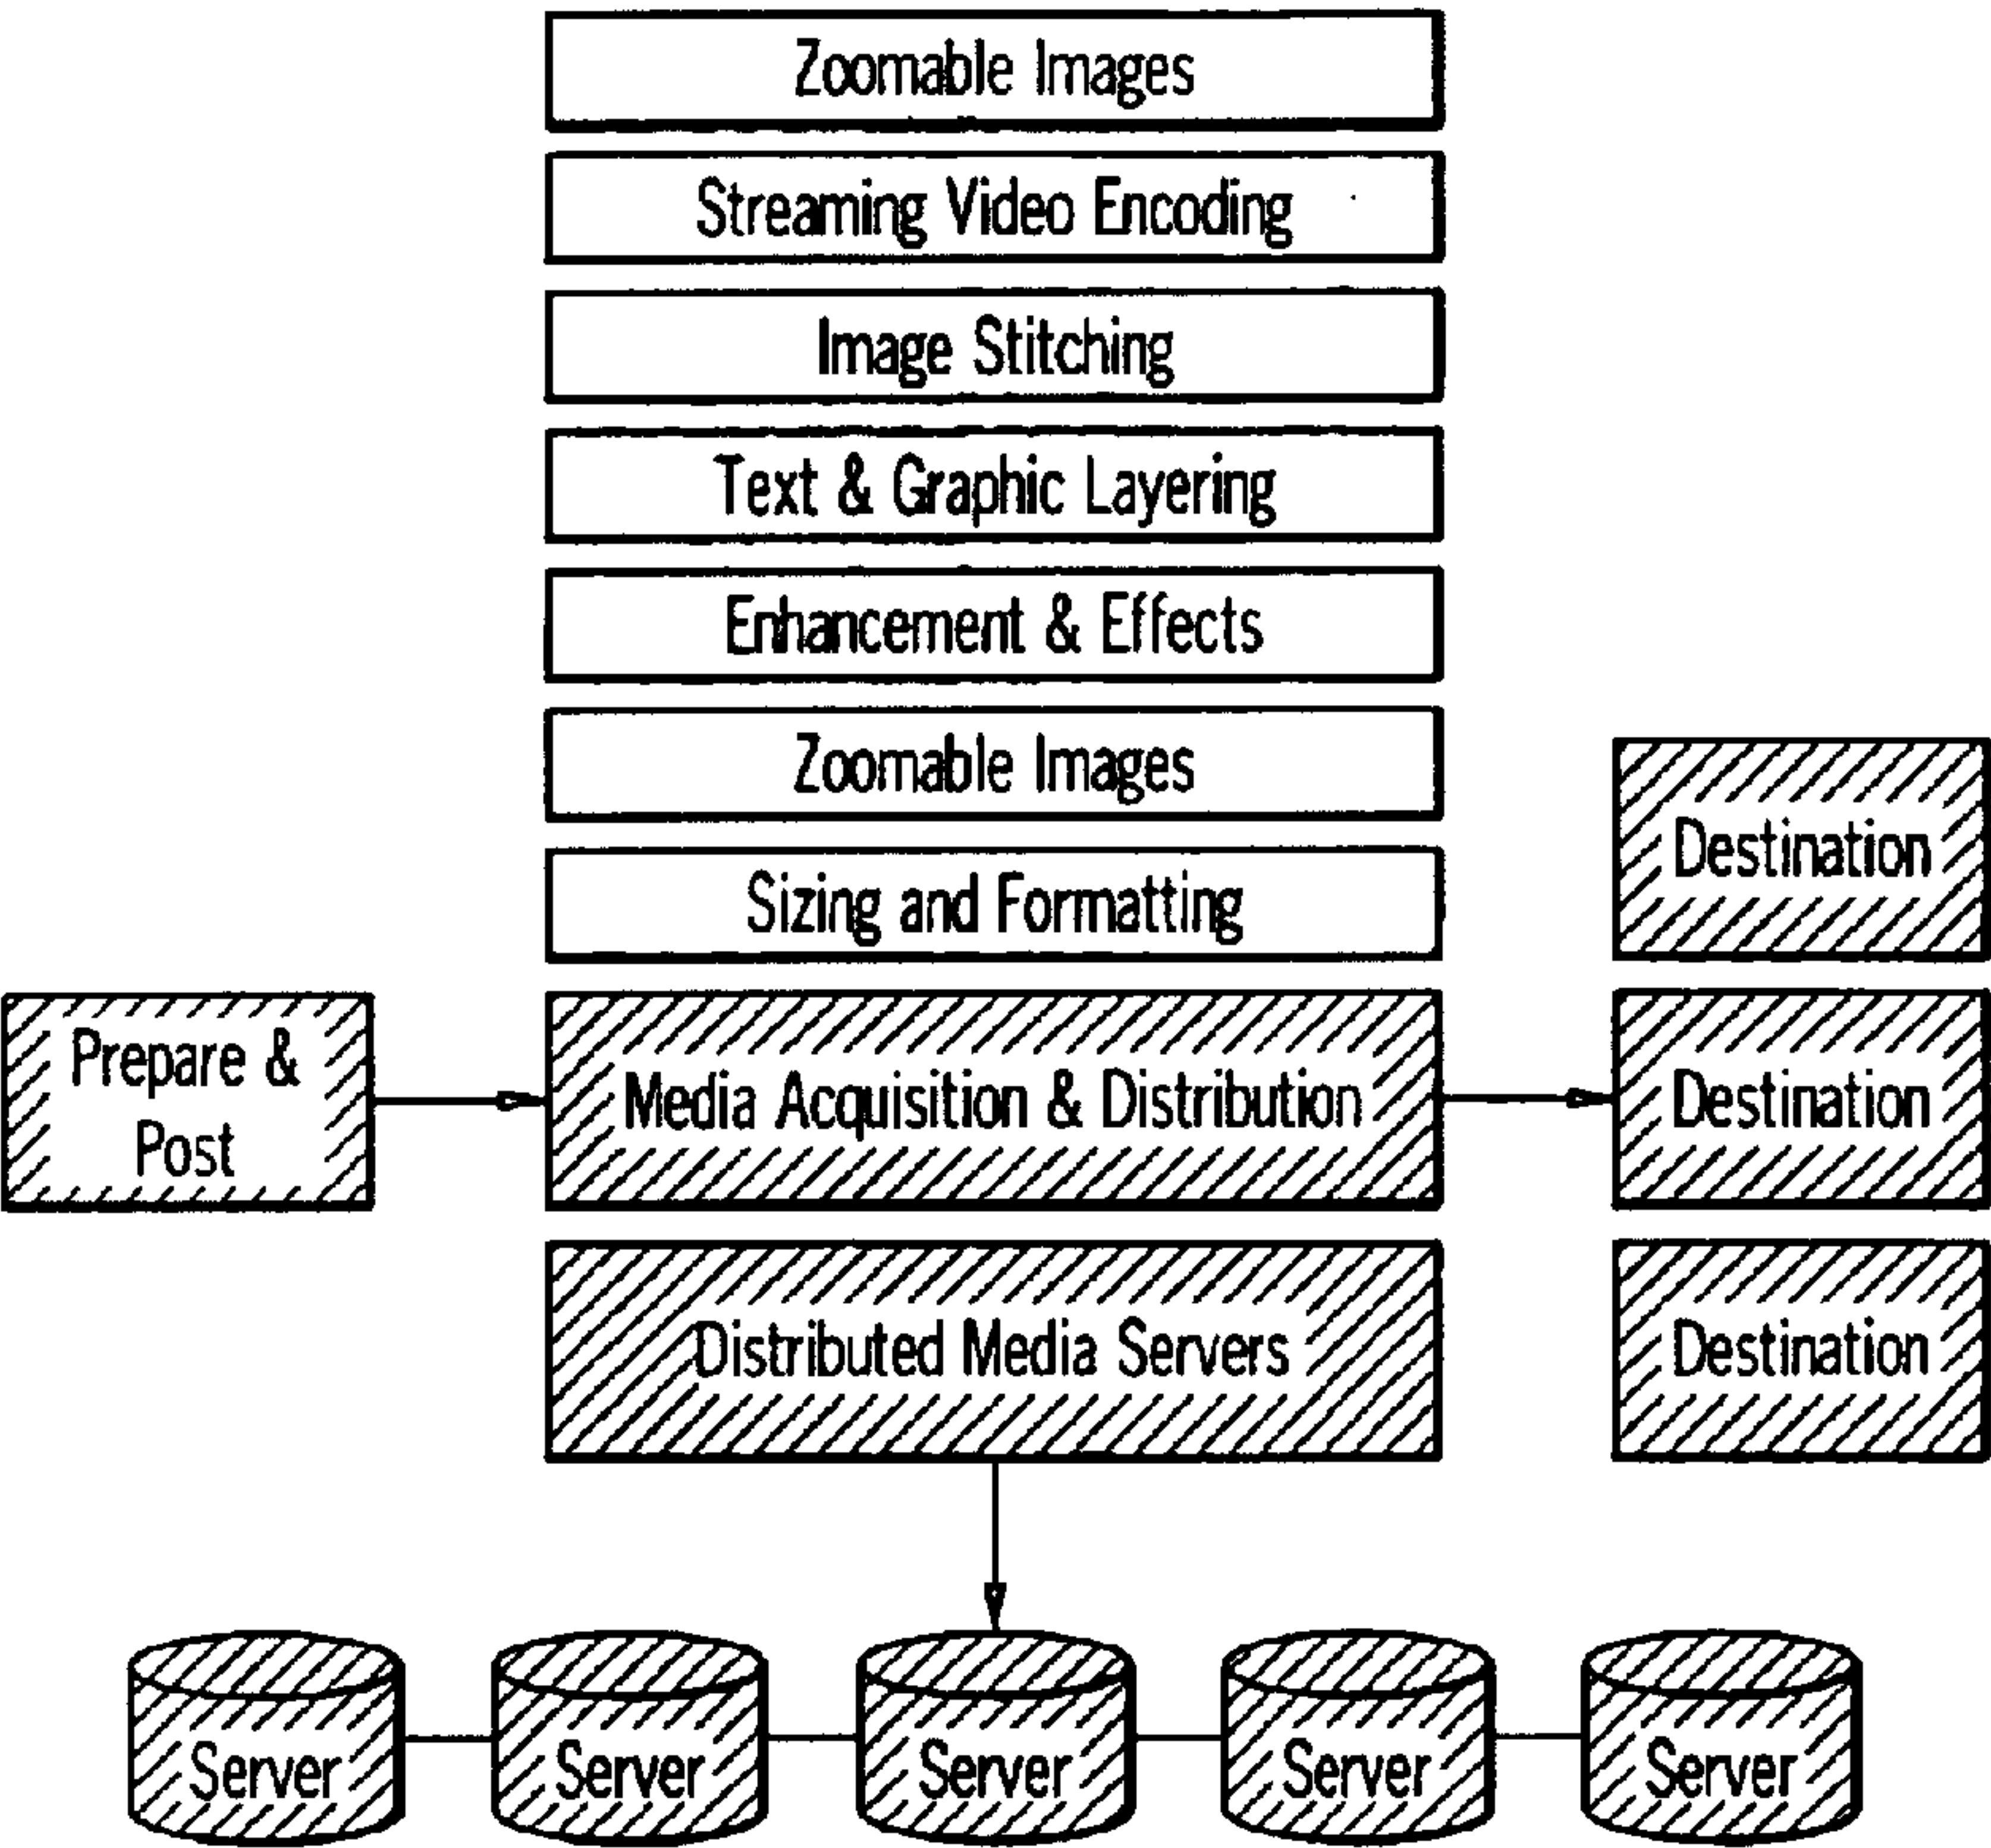 Zoomable Images
Streaming Video Encoding
Image Stitching
Text & Graphic Layering
Enhancement & Effects
Zoomable Images
Sizing and Formatting
Destination
Prepare &
Post
Media Acquisition & Distribution
Destination
Distributed Media Servers
Destination
Server
Server
Server
Server
Server